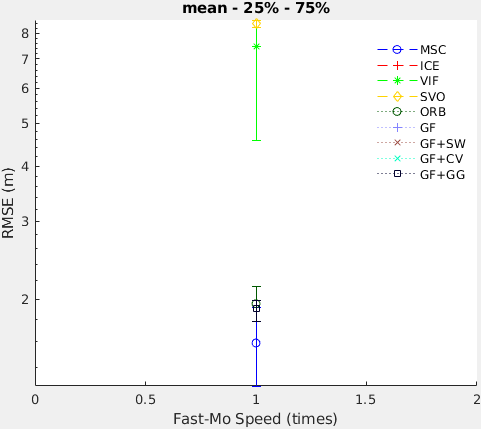 mean - 25% - 75%
8
7
6
5
4
3
2
RMSE (m)
MSC
ICE
VIF
SVO
ORB
GF
GF+SW
GF+CV
GF+GG
0 0.5 1 1.5 2
Fast-Mo Speed (times)